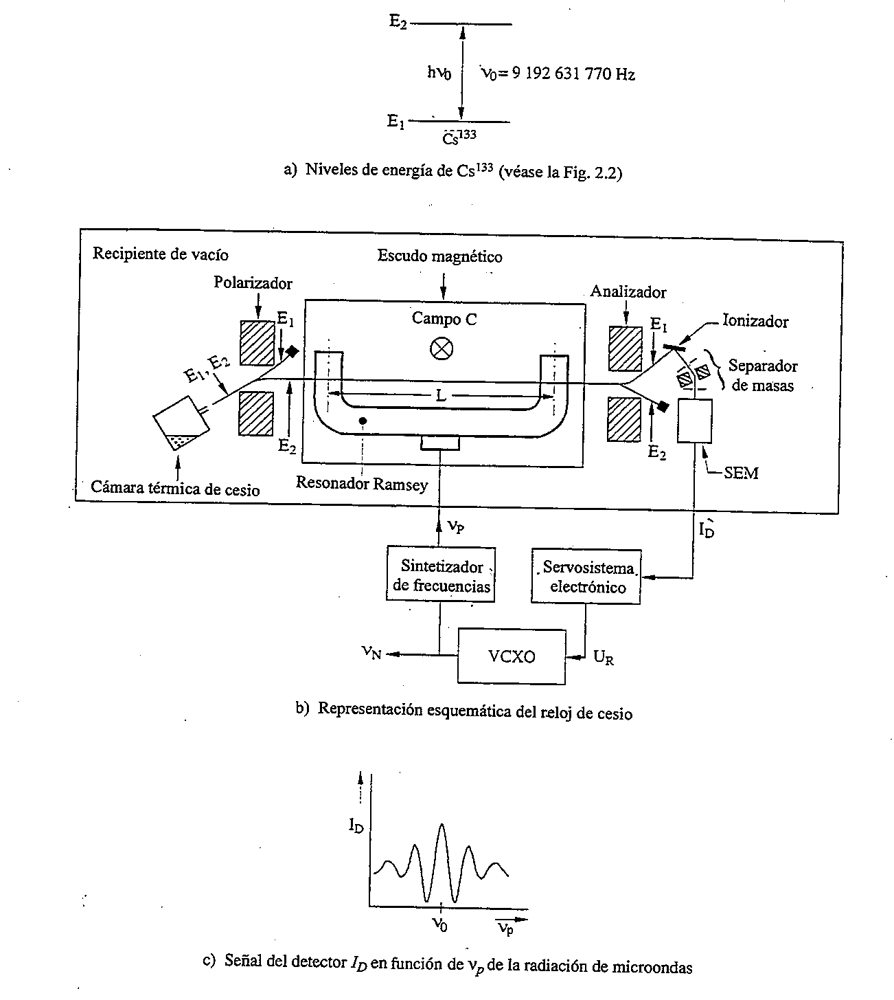 E₂
hν₀ ν₀= 9 192 631 770 Hz
E₁
Cs¹³³
a) Niveles de energía de Cs¹³³ (véase la Fig. 2.2)
Recipiente de vacío
Escudo magnético
Polarizador
Analizador
E₁
Campo C
E₁
Ionizador
E₁, E₂
Separador
de masas
L
E₂
E₂
SEM
Cámara térmica de cesio
Resonador Ramsey
νP
ID
Sintetizador
de frecuencias
Servosistema
electrónico
νN
VCXO
UR
b) Representación esquemática del reloj de cesio
ID
ν₀
νp
c) Señal del detector ID en función de νp de la radiación de microondas